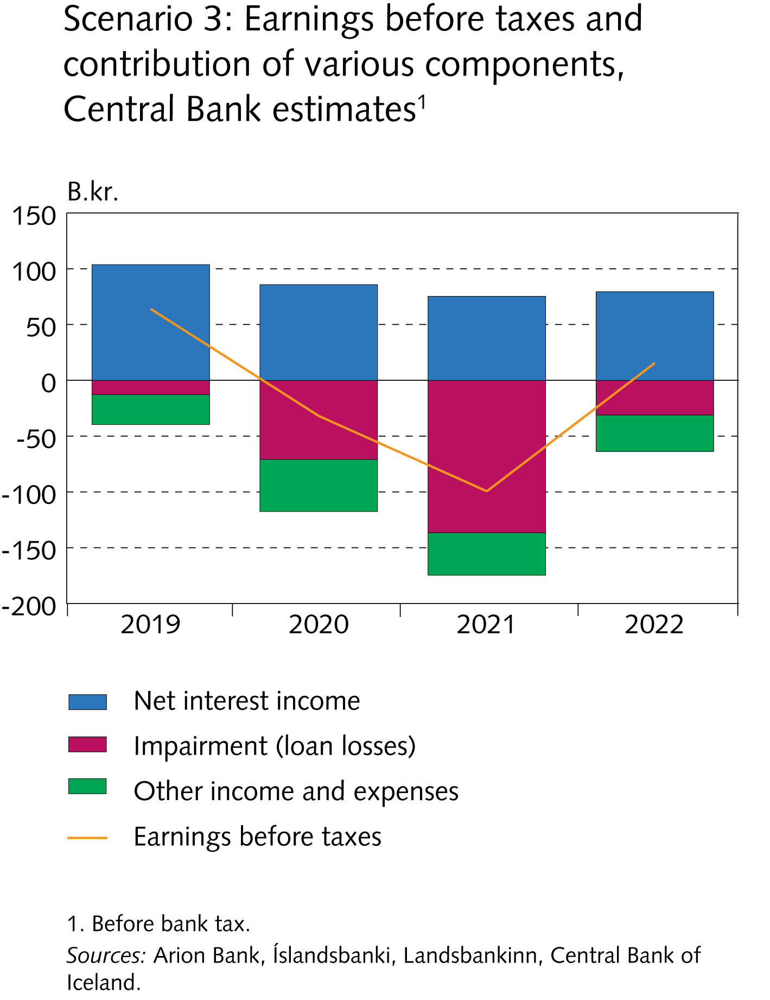 Scenario 3: Earnings before taxes and
contribution of various components,
Central Bank estimates¹
B.kr.
150
100
50
0
-50
-100
-150
-200
2019 2020 2021 2022
Net interest income
Impairment (loan losses)
Other income and expenses
Earnings before taxes
1. Before bank tax.
Sources: Arion Bank, Íslandsbanki, Landsbankinn, Central Bank of
Iceland.